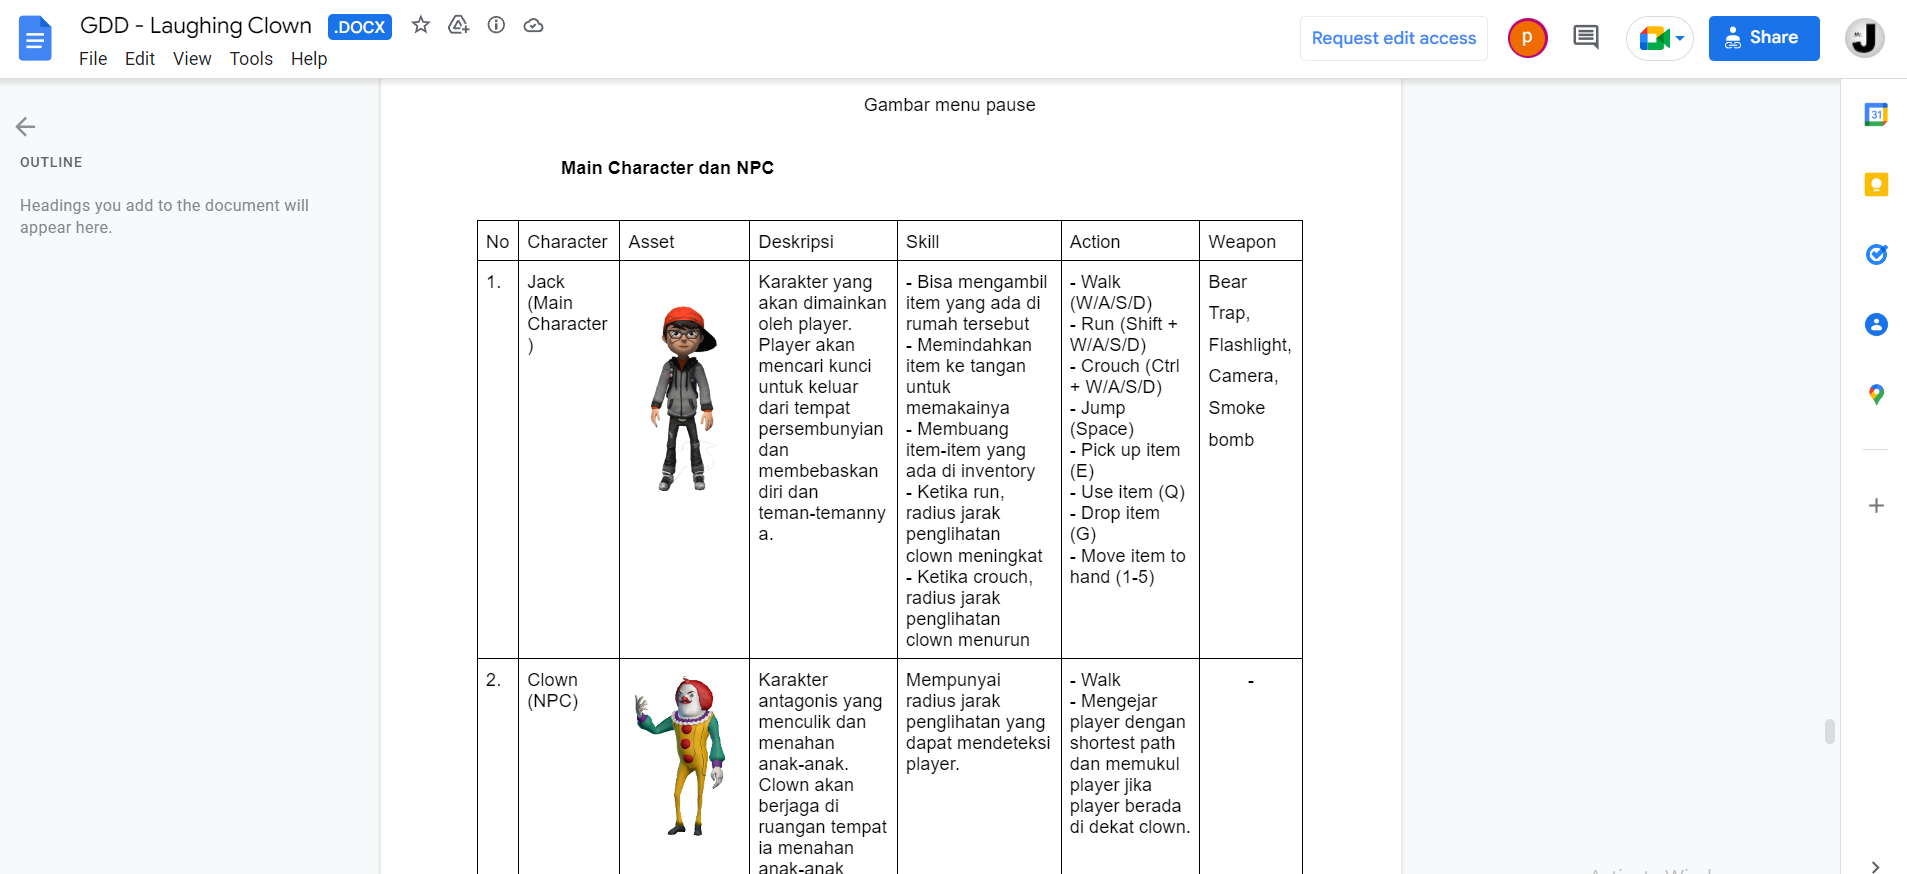 GDD - Laughing Clown .DOCX
File Edit View Tools Help
Request edit access
p
Share
J
31
OUTLINE
Headings you add to the document will
appear here.
Gambar menu pause
Main Character dan NPC
No Character Asset Deskripsi Skill Action Weapon
1.
Jack
(Main
Character
)
Karakter yang
akan dimainkan
oleh player.
Player akan
mencari kunci
untuk keluar
dari tempat
persembunyian
dan
membebaskan
diri dan
teman-temanny
a.
- Bisa mengambil
item yang ada di
rumah tersebut
- Memindahkan
item ke tangan
untuk
memakainya
- Membuang
item-item yang
ada di inventory
- Ketika run,
radius jarak
penglihatan
clown meningkat
- Ketika crouch,
radius jarak
penglihatan
clown menurun
- Walk
(W/A/S/D)
- Run (Shift +
W/A/S/D)
- Crouch (Ctrl
+ W/A/S/D)
- Jump
(Space)
- Pick up item
(E)
- Use item (Q)
- Drop item
(G)
- Move item to
hand (1-5)
Bear
Trap,
Flashlight,
Camera,
Smoke
bomb
2.
Clown
(NPC)
Karakter
antagonis yang
menculik dan
menahan
anak-anak.
Clown akan
berjaga di
ruangan tempat
ia menahan
anak-anak
Mempunyai
radius jarak
penglihatan yang
dapat mendeteksi
player.
- Walk
- Mengejar
player dengan
shortest path
dan memukul
player jika
player berada
di dekat clown.
-